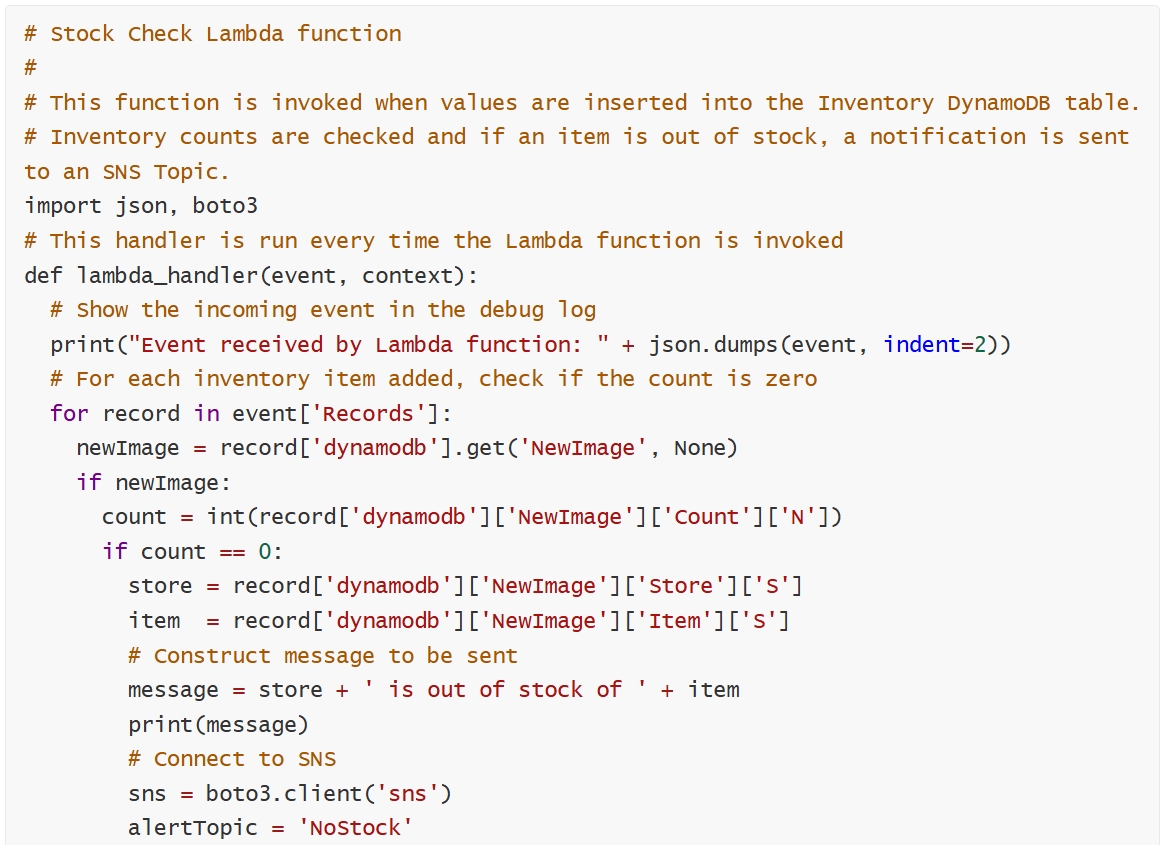 # Stock Check Lambda function
#
# This function is invoked when values are inserted into the Inventory DynamoDB table.
# Inventory counts are checked and if an item is out of stock, a notification is sent
to an SNS Topic.
import json, boto3
# This handler is run every time the Lambda function is invoked
def lambda_handler(event, context):
  # Show the incoming event in the debug log
  print("Event received by Lambda function: " + json.dumps(event, indent=2))
  # For each inventory item added, check if the count is zero
  for record in event['Records']:
    newImage = record['dynamodb'].get('NewImage', None)
    if newImage:
      count = int(record['dynamodb']['NewImage']['Count']['N'])
      if count == 0:
        store = record['dynamodb']['NewImage']['Store']['S']
        item  = record['dynamodb']['NewImage']['Item']['S']
        # Construct message to be sent
        message = store + ' is out of stock of ' + item
        print(message)
        # Connect to SNS
        sns = boto3.client('sns')
        alertTopic = 'NoStock'